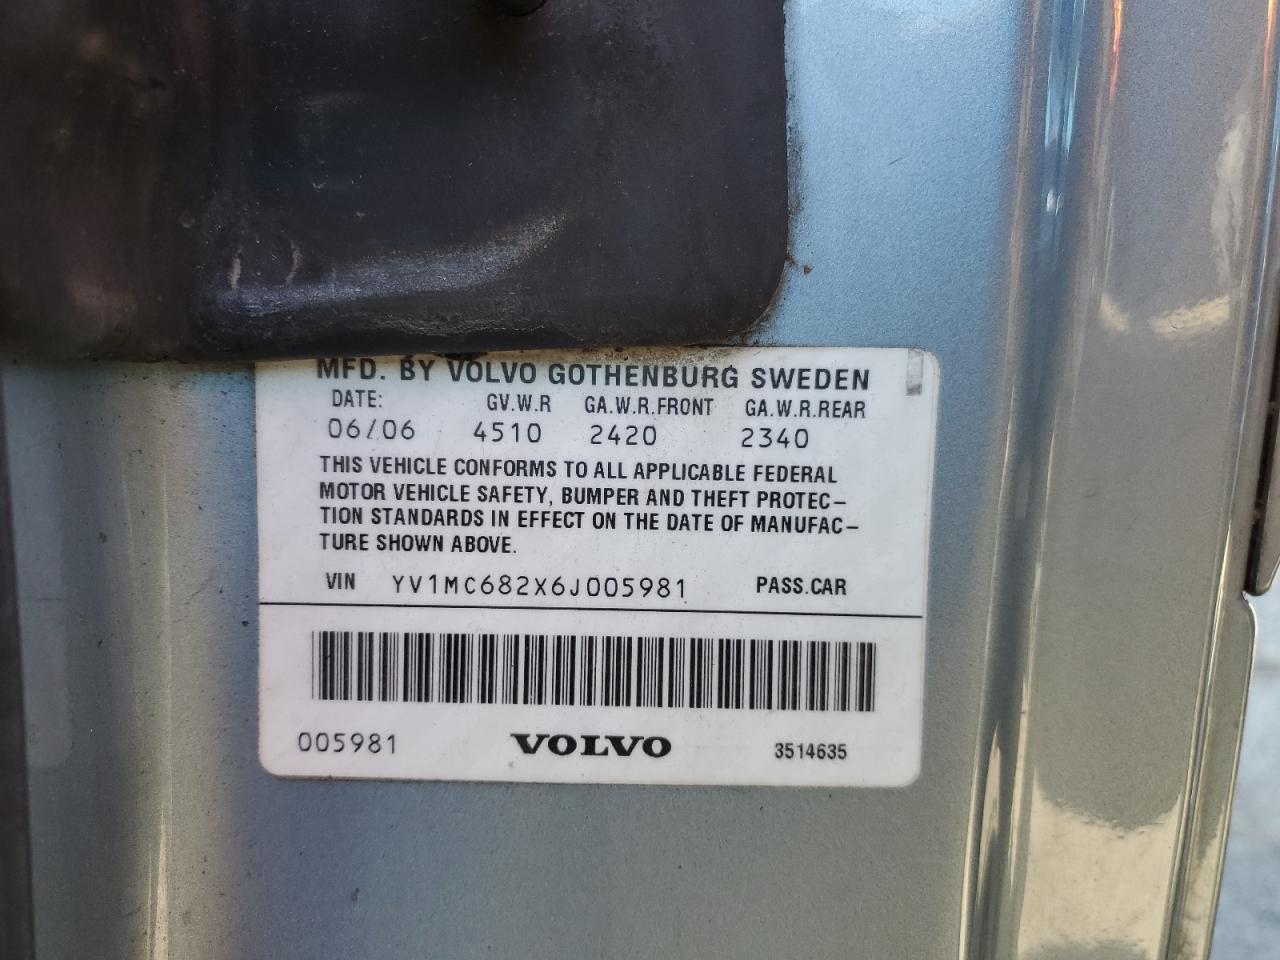 MFD. BY VOLVO GOTHENBURG SWEDEN
DATE: GV.W.R GA.W.R.FRONT GA.W.R.REAR
06/06 4510 2420 2340
THIS VEHICLE CONFORMS TO ALL APPLICABLE FEDERAL
MOTOR VEHICLE SAFETY, BUMPER AND THEFT PROTEC–
TION STANDARDS IN EFFECT ON THE DATE OF MANUFAC–
TURE SHOWN ABOVE.
VIN YV1MC682X6J005981 PASS.CAR
005981 VOLVO 3514635